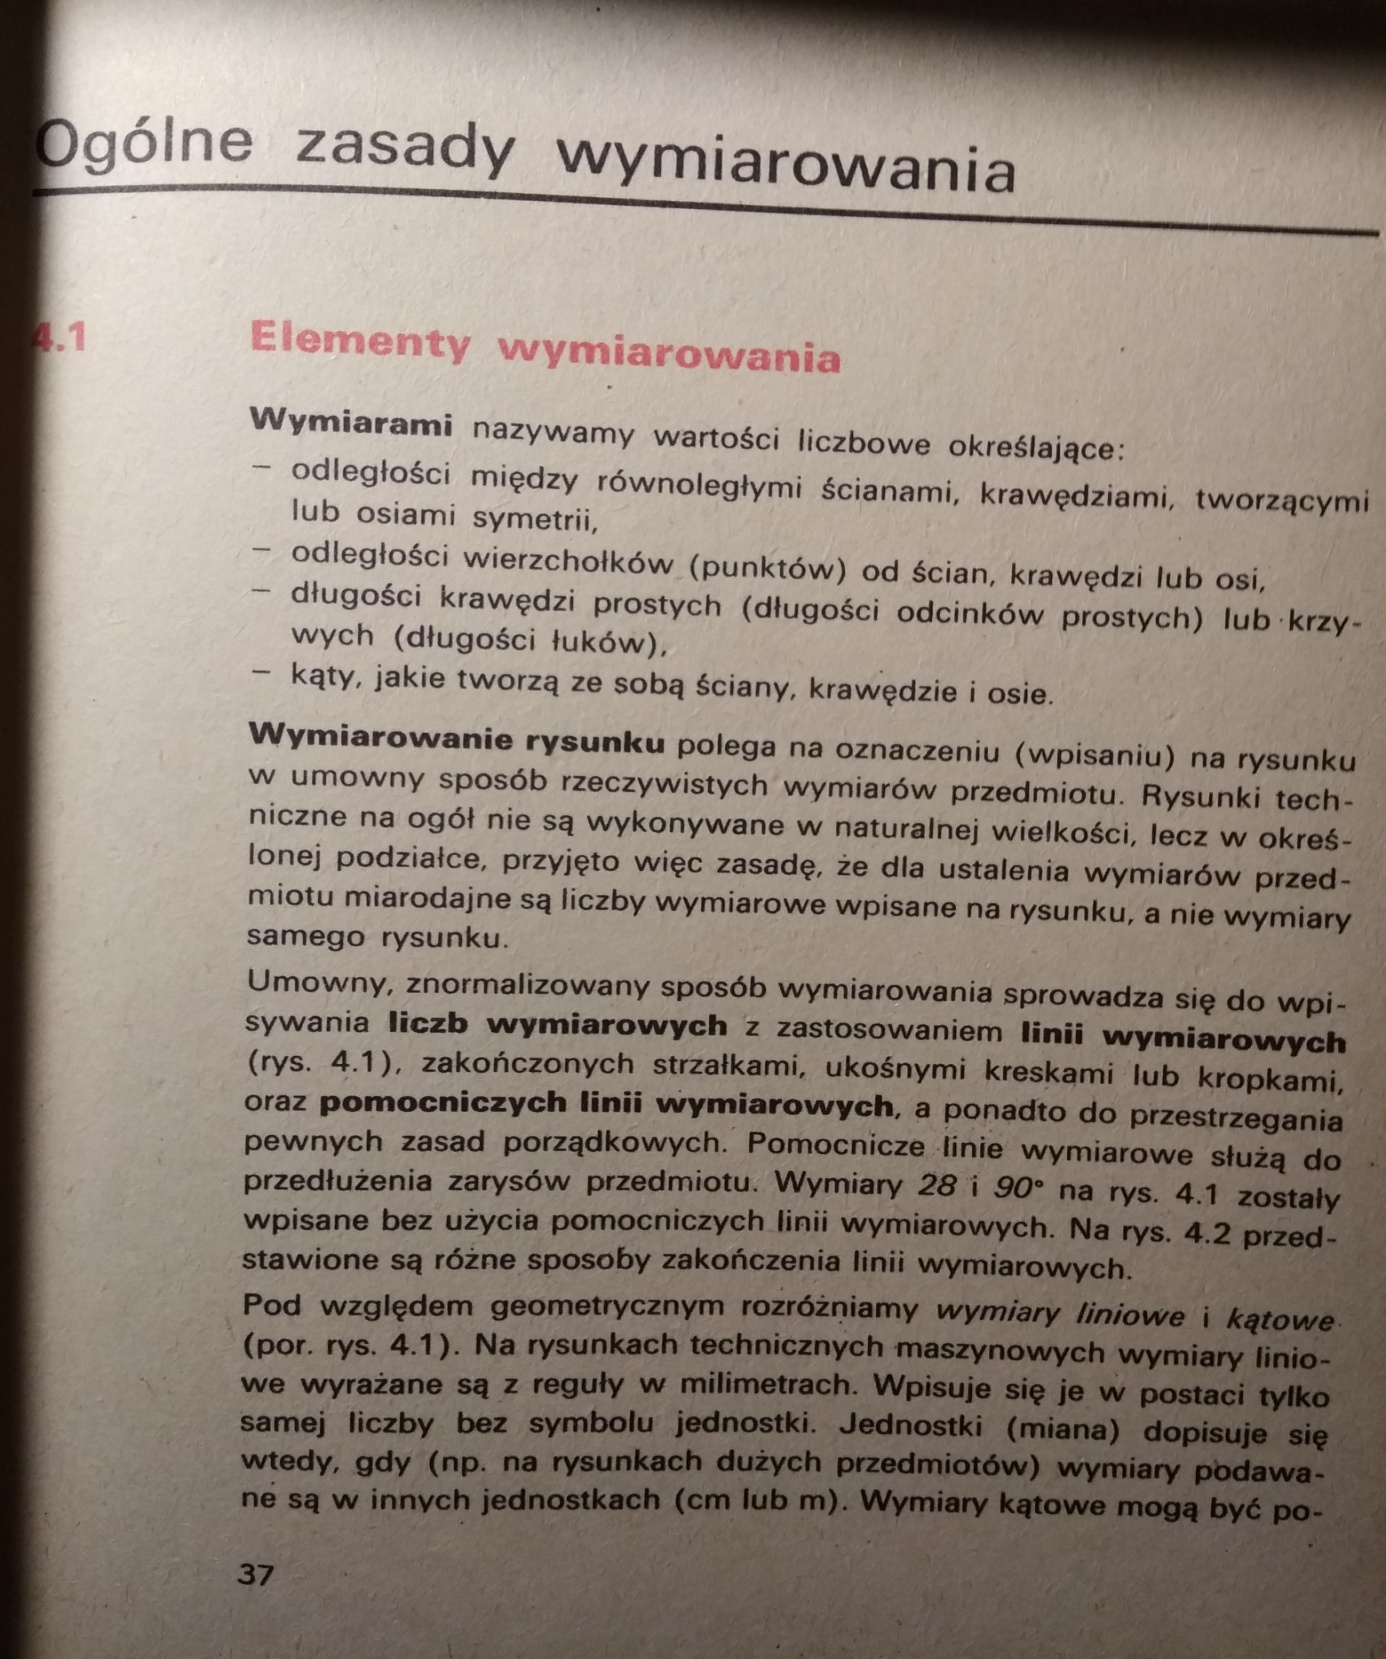 Ogólne zasady wymiarowania
4.1 Elementy wymiarowania
Wymiarami nazywamy wartości liczbowe określające:
– odległości między równoległymi ścianami, krawędziami, tworzącymi
lub osiami symetrii,
– odległości wierzchołków (punktów) od ścian, krawędzi lub osi,
– długości krawędzi prostych (długości odcinków prostych) lub krzy-
wych (długości łuków),
– kąty, jakie tworzą ze sobą ściany, krawędzie i osie.
Wymiarowanie rysunku polega na oznaczeniu (wpisaniu) na rysunku
w umowny sposób rzeczywistych wymiarów przedmiotu. Rysunki tech-
niczne na ogół nie są wykonywane w naturalnej wielkości, lecz w okreś-
lonej podziałce, przyjęto więc zasadę, że dla ustalenia wymiarów przed-
miotu miarodajne są liczby wymiarowe wpisane na rysunku, a nie wymiary
samego rysunku.
Umowny, znormalizowany sposób wymiarowania sprowadza się do wpi-
sywania liczb wymiarowych z zastosowaniem linii wymiarowych
(rys. 4.1), zakończonych strzałkami, ukośnymi kreskami lub kropkami,
oraz pomocniczych linii wymiarowych, a ponadto do przestrzegania
pewnych zasad porządkowych. Pomocnicze linie wymiarowe służą do
przedłużenia zarysów przedmiotu. Wymiary 28 i 90° na rys. 4.1 zostały
wpisane bez użycia pomocniczych linii wymiarowych. Na rys. 4.2 przed-
stawione są różne sposoby zakończenia linii wymiarowych.
Pod względem geometrycznym rozróżniamy wymiary liniowe i kątowe
(por. rys. 4.1). Na rysunkach technicznych maszynowych wymiary linio-
we wyrażane są z reguły w milimetrach. Wpisuje się je w postaci tylko
samej liczby bez symbolu jednostki. Jednostki (miana) dopisuje się
wtedy, gdy (np. na rysunkach dużych przedmiotów) wymiary podawa-
ne są w innych jednostkach (cm lub m). Wymiary kątowe mogą być po-
37